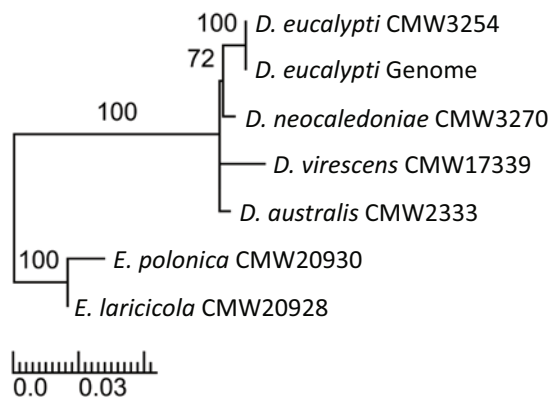 100
D. eucalypti CMW3254
72
D. eucalypti Genome
100
D. neocaledoniae CMW3270
D. virescens CMW17339
D. australis CMW2333
100
E. polonica CMW20930
E. laricicola CMW20928
0.0 0.03